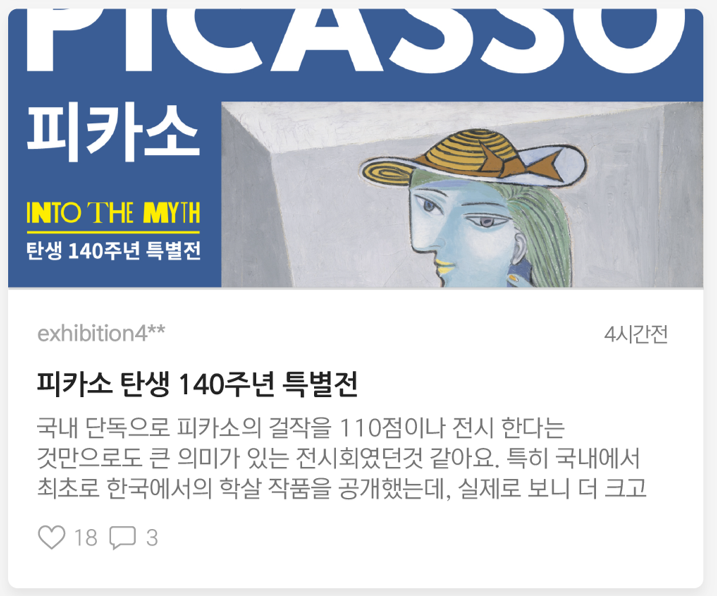 PICASSO
피카소
INTO THE MYTH
탄생 140주년 특별전
exhibition4** 4시간전
피카소 탄생 140주년 특별전
국내 단독으로 피카소의 걸작을 110점이나 전시 한다는
것만으로도 큰 의미가 있는 전시회였던것 같아요. 특히 국내에서
최초로 한국에서의 학살 작품을 공개했는데, 실제로 보니 더 크고
18 3